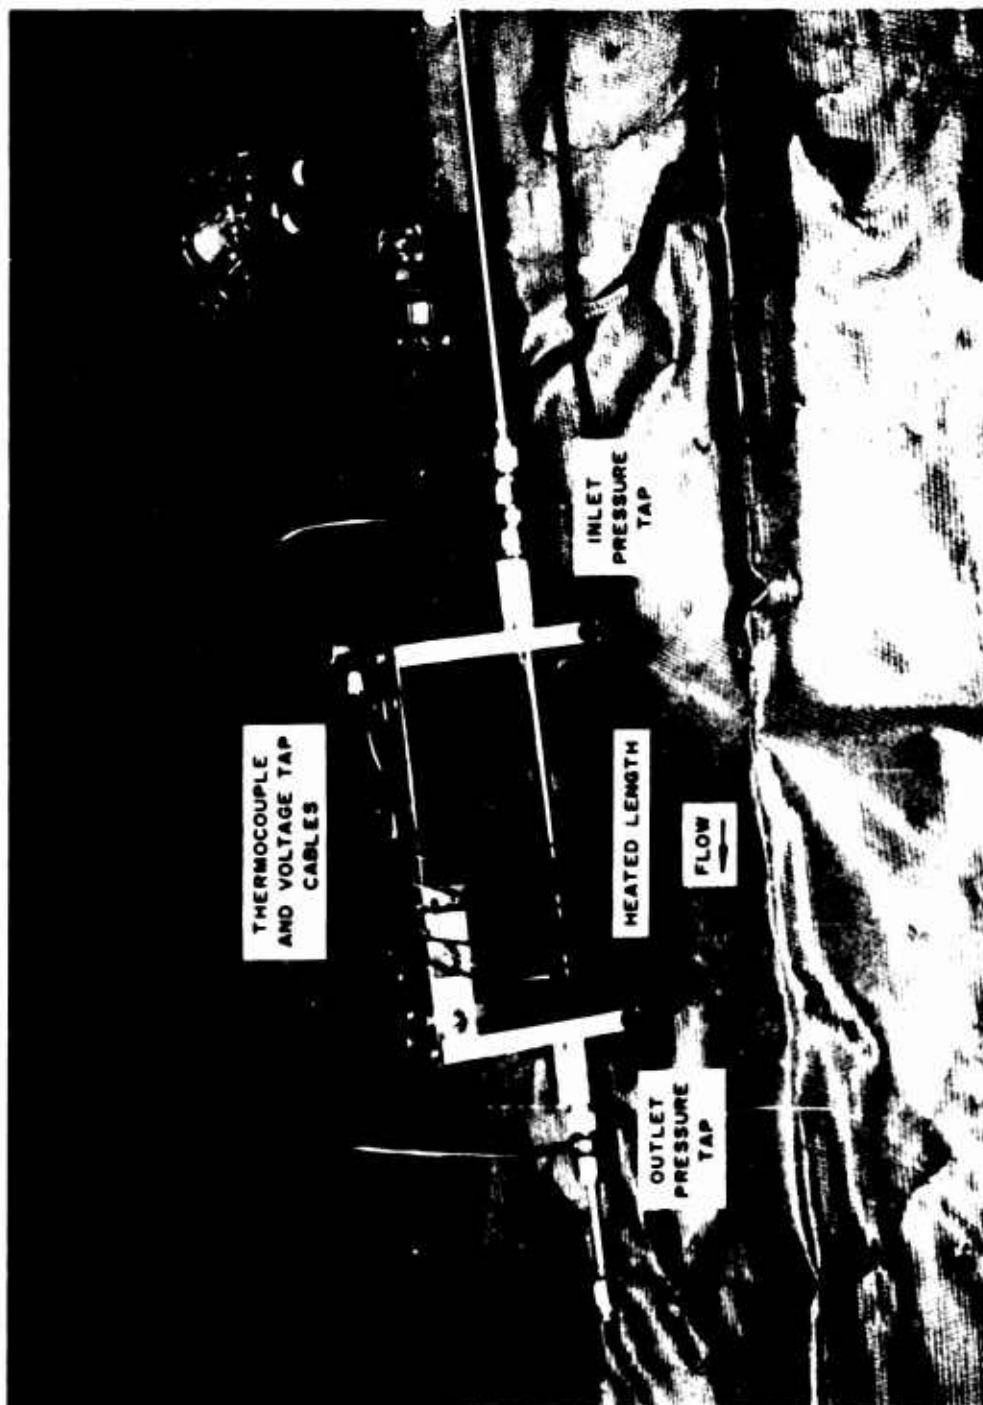 THERMOCOUPLE
AND VOLTAGE TAP
CABLES
INLET
PRESSURE
TAP
HEATED LENGTH
FLOW
OUTLET
PRESSURE
TAP